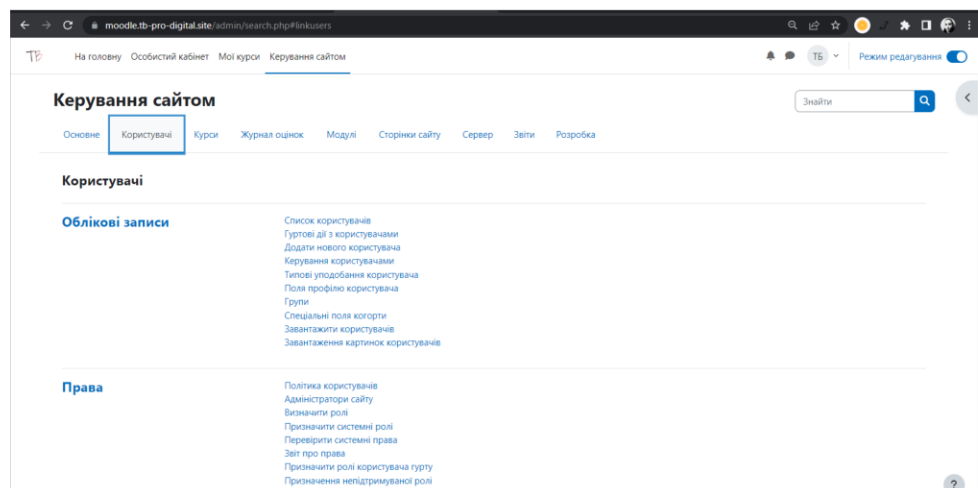 moodle.tb-pro-digital.site/admin/search.php#linkusers
TB На головну Особистий кабінет Мої курси Керування сайтом ТБ Режим редагування
Керування сайтом
Знайти
Основне Користувачі Курси Журнал оцінок Модулі Сторінки сайту Сервер Звіти Розробка
Користувачі
Облікові записи
Список користувачів
Гуртові дії з користувачами
Додати нового користувача
Керування користувачами
Типові уподобання користувача
Поля профілю користувача
Групи
Спеціальні поля когорти
Завантажити користувачів
Завантаження картинок користувачів
Права
Політика користувачів
Адміністратори сайту
Визначити ролі
Призначити системні ролі
Перевірити системні права
Звіт про права
Призначити ролі користувача гурту
Призначення непідтримуваної ролі
?